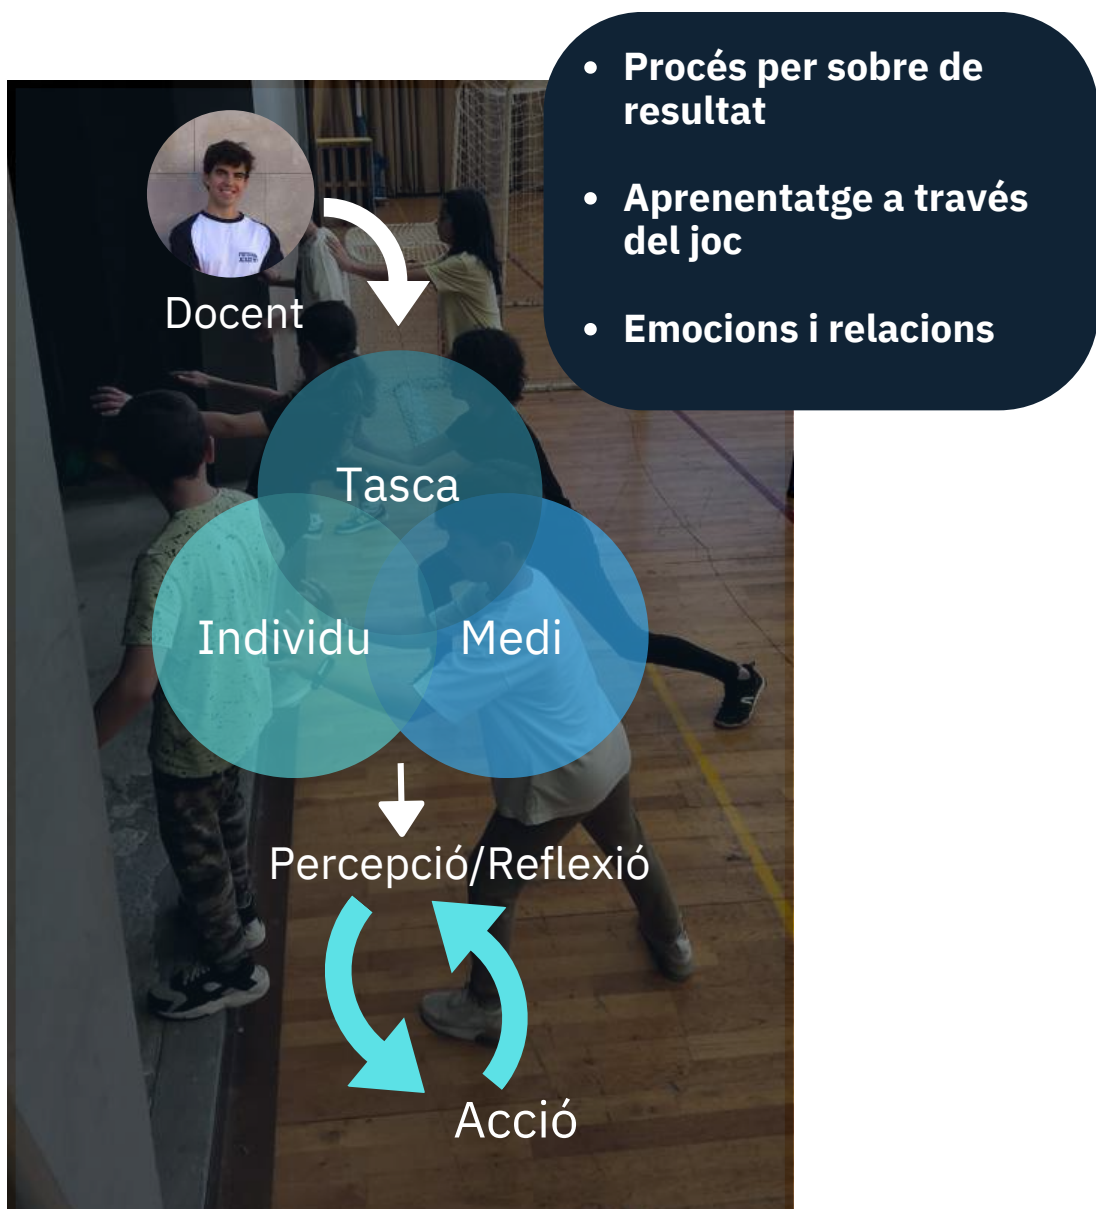 • Procés per sobre de
resultat
• Aprenentatge a través
del joc
• Emocions i relacions
Docent
Tasca
Individu
Medi
Percepció/Reflexió
Acció